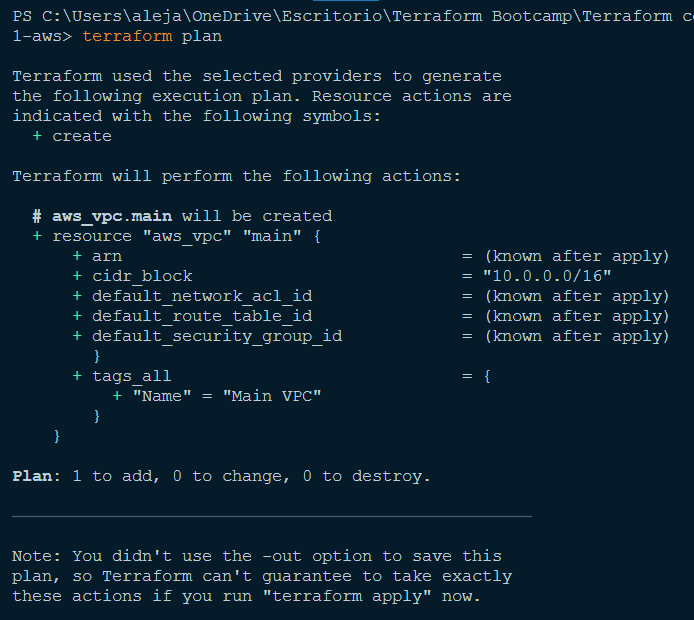 PS C:\Users\aleja\OneDrive\Escritorio\Terraform Bootcamp\Terraform
1-aws> terraform plan
Terraform used the selected providers to generate
the following execution plan. Resource actions are
indicated with the following symbols:
+ create
Terraform will perform the following actions:
# aws_vpc.main will be created
+ resource "aws_vpc" "main" {
+ arn = (known after apply)
+ cidr_block = "10.0.0.0/16"
+ default_network_acl_id = (known after apply)
+ default_route_table_id = (known after apply)
+ default_security_group_id = (known after apply)
}
+ tags_all = {
+ "Name" = "Main VPC"
}
}
Plan: 1 to add, 0 to change, 0 to destroy.
Note: You didn't use the -out option to save this
plan, so Terraform can't guarantee to take exactly
these actions if you run "terraform apply" now.